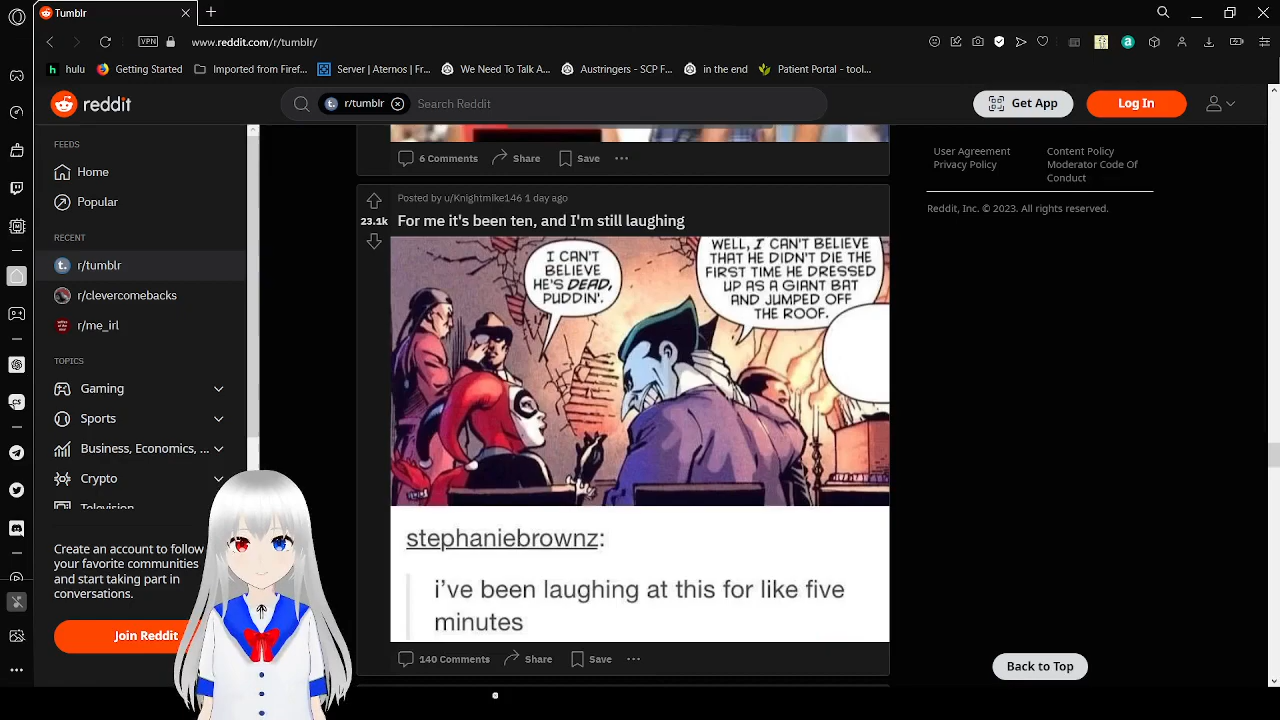 Tumblr
VPN
www.reddit.com/r/tumblr/
hulu
Getting Started
Imported from Firef...
Server | Aternos | Fr...
We Need To Talk A...
Austringers - SCP F...
in the end
Patient Portal - tool...
reddit
r/tumblr
Search Reddit
Get App
Log In
FEEDS
Home
Popular
RECENT
r/tumblr
r/clevercomebacks
r/me_irl
TOPICS
Gaming
Sports
Business, Economics, ...
Crypto
Television
Create an account to follow
your favorite communities
and start taking part in
conversations.
Join Reddit
6 Comments
Share
Save
Posted by u/Knightmike146 1 day ago
23.1k
For me it's been ten, and I'm still laughing
I CAN'T
BELIEVE
HE'S DEAD,
PUDDIN'.
WELL, I CAN'T BELIEVE
THAT HE DIDN'T DIE THE
FIRST TIME HE DRESSED
UP AS A GIANT BAT
AND JUMPED OFF
THE ROOF.
stephaniebrownz:
i've been laughing at this for like five
minutes
140 Comments
Share
Save
User Agreement
Privacy Policy
Content Policy
Moderator Code Of
Conduct
Reddit, Inc. © 2023. All rights reserved.
Back to Top